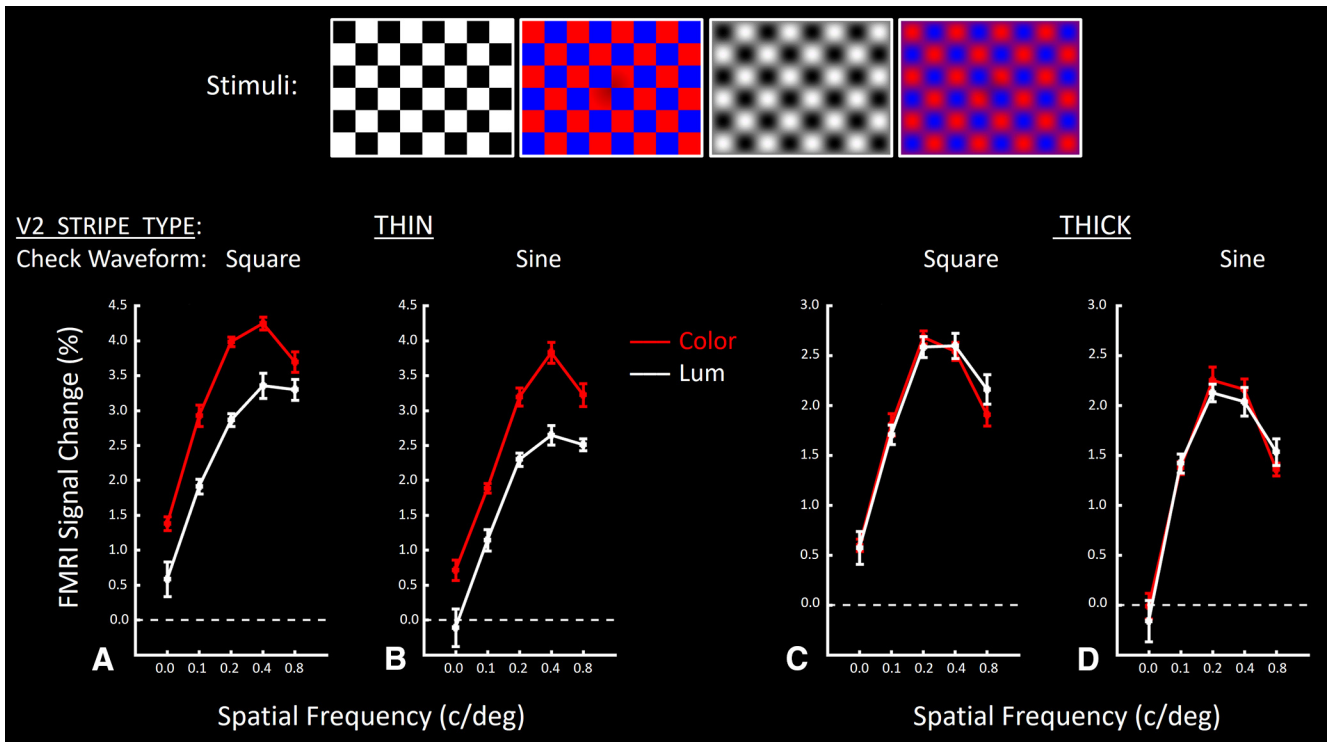 Stimuli:
V2 STRIPE TYPE: THIN THICK
Check Waveform: Square Sine Square Sine
FMRI Signal Change (%)
4.5
4.0
3.5
3.0
2.5
2.0
1.5
1.0
0.5
0.0
A
0.0 0.1 0.2 0.4 0.8
4.5
4.0
3.5
3.0
2.5
2.0
1.5
1.0
0.5
0.0
B
0.0 0.1 0.2 0.4 0.8
Color
Lum
3.0
2.5
2.0
1.5
1.0
0.5
0.0
C
0.0 0.1 0.2 0.4 0.8
3.0
2.5
2.0
1.5
1.0
0.5
0.0
D
0.0 0.1 0.2 0.4 0.8
Spatial Frequency (c/deg) Spatial Frequency (c/deg)